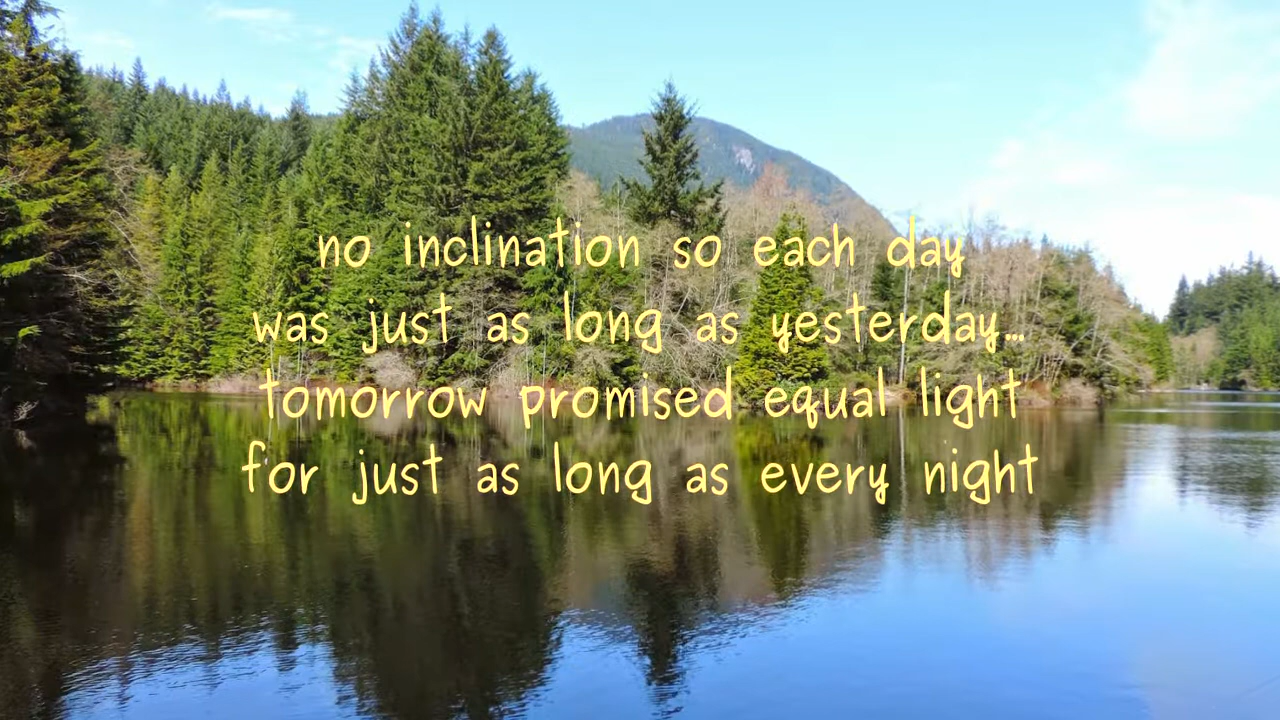 no inclination so each day
was just as long as yesterday...
tomorrow promised equal light
for just as long as every night